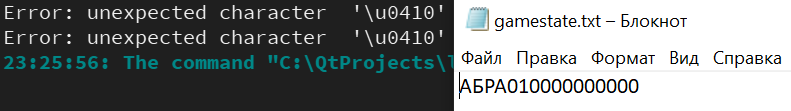 Error: unexpected character '\u0410'
Error: unexpected character '\u0410'
23:25:56: The command "C:\QtProjects\
gamestate.txt – Блокнот
Файл Правка Формат Вид Справка
АБРА010000000000